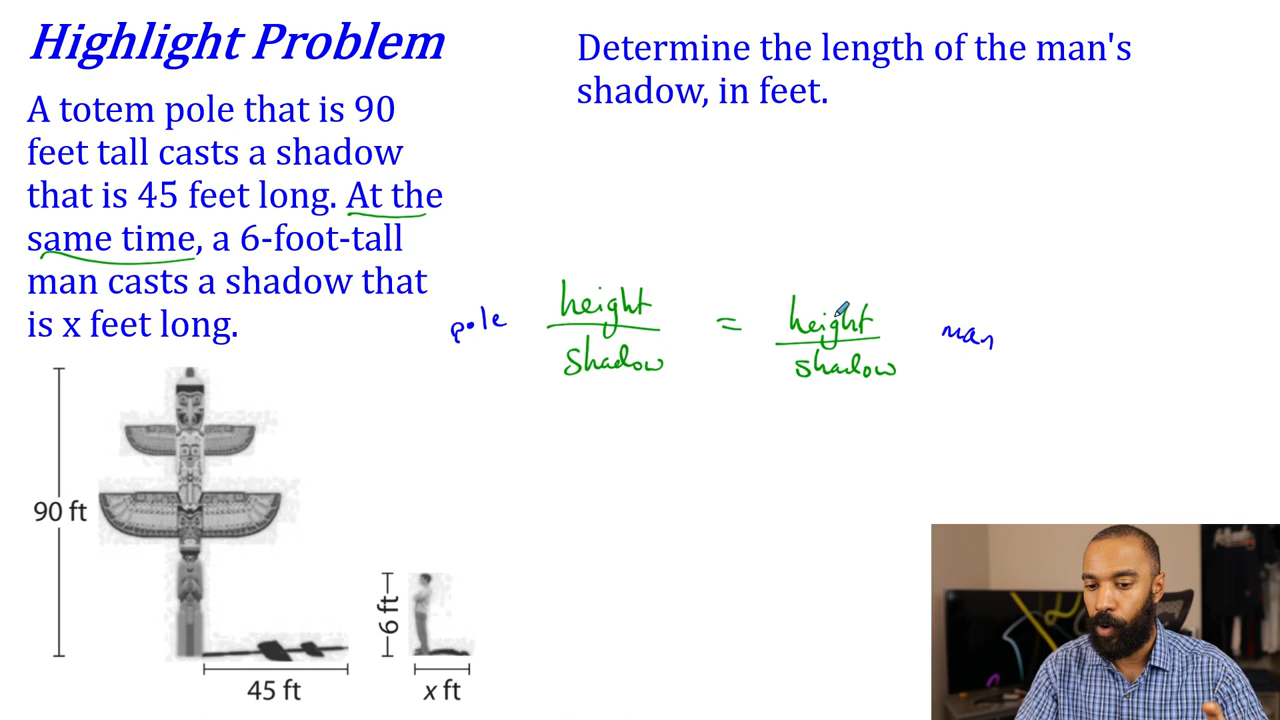 Highlight Problem
A totem pole that is 90
feet tall casts a shadow
that is 45 feet long. At the
same time, a 6-foot-tall
man casts a shadow that
is x feet long.
Determine the length of the man's
shadow, in feet.
pole
height
shadow
=
height
shadow
man
90 ft
45 ft
6 ft
x ft